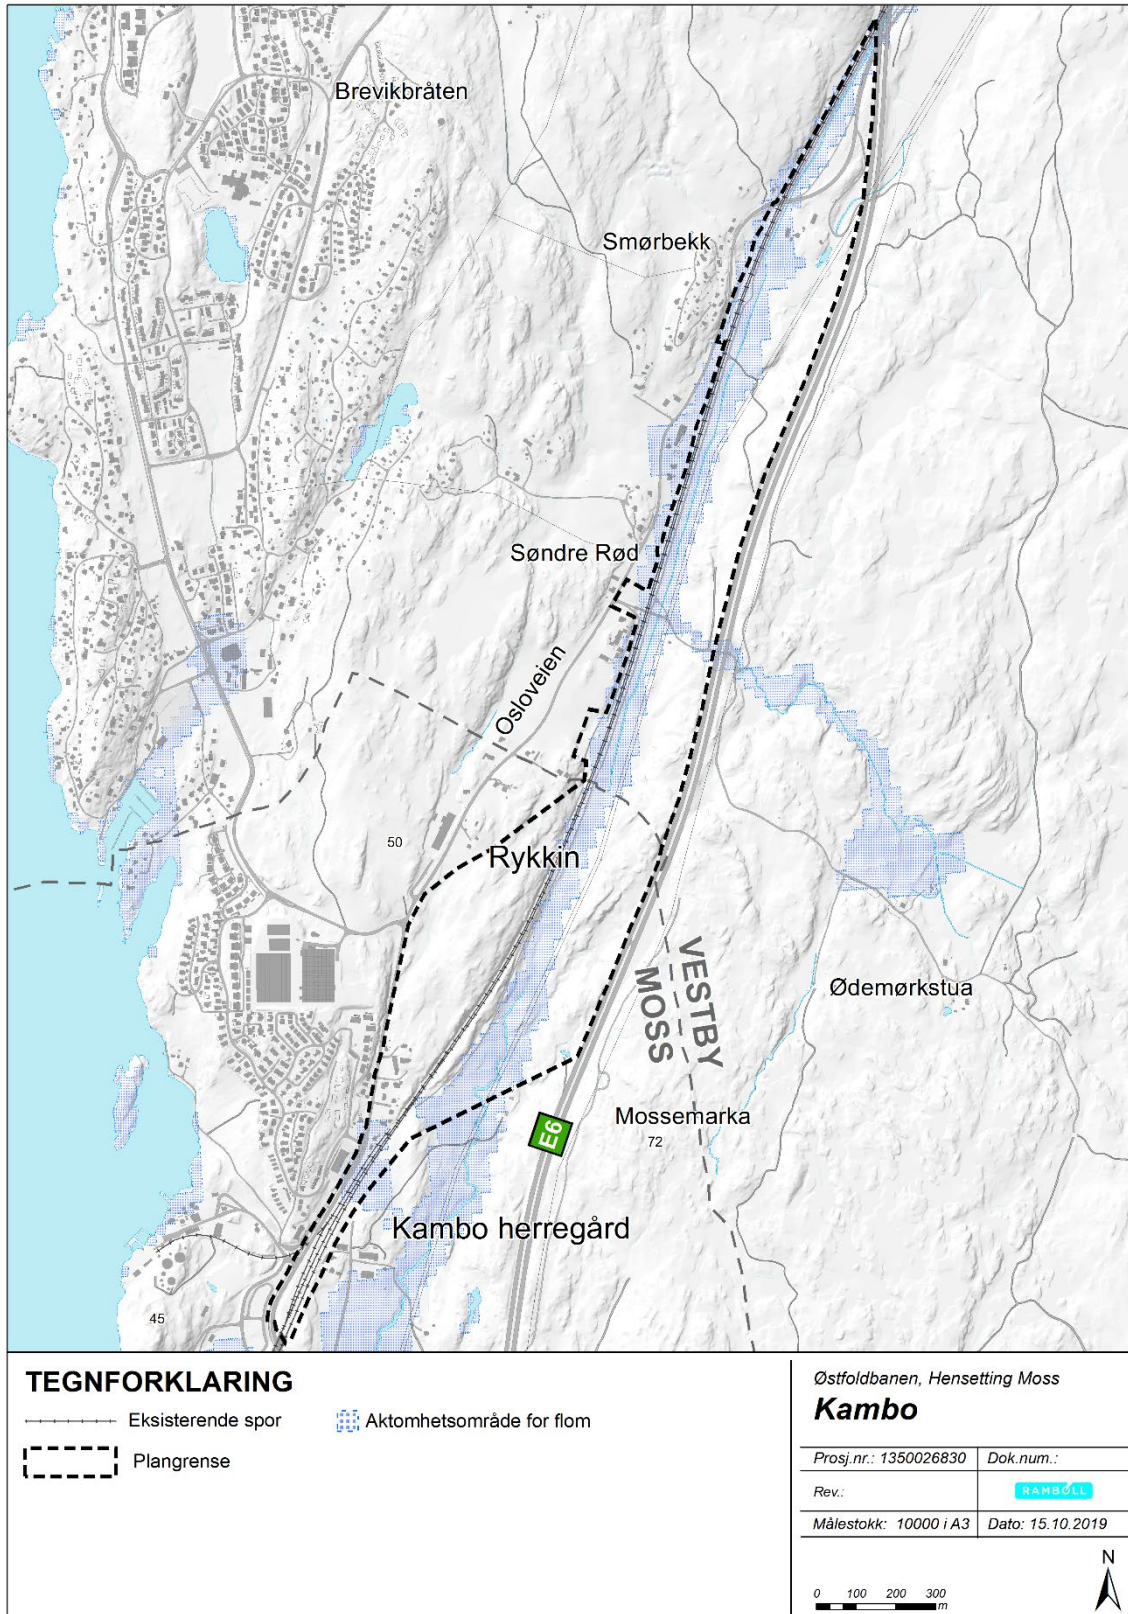 Brevikbråten
Smørbekk
Søndre Rød
Osloveien
50
Rykkin
VESTBY
MOSS
Ødemørkstua
E6
Mossemarka
72
Kambo herregård
45
TEGNFORKLARING
Eksisterende spor
Aktomhetsområde for flom
Plangrense
Østfoldbanen, Hensetting Moss
Kambo
Prosj.nr.: 1350026830 Dok.num.:
Rev.: RAMBOLL
Målestokk: 10000 i A3 Dato: 15.10.2019
N
0 100 200 300
m